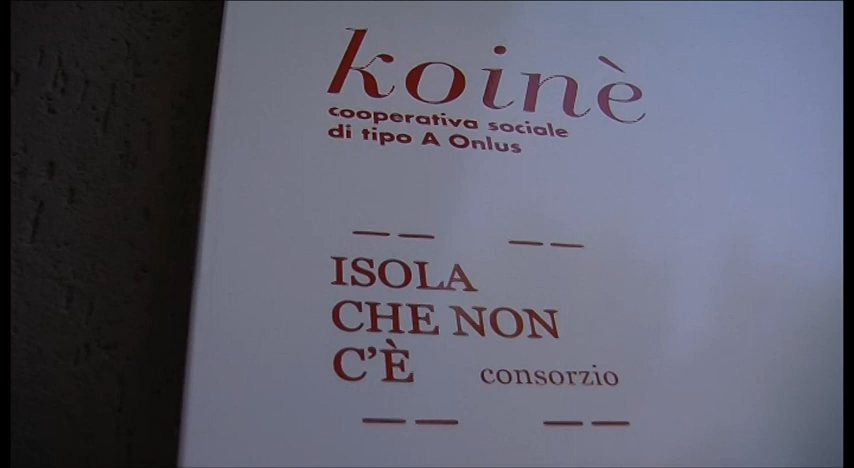 koinè
cooperativa sociale
di tipo A Onlus
ISOLA
CHE NON
C'È consorzio